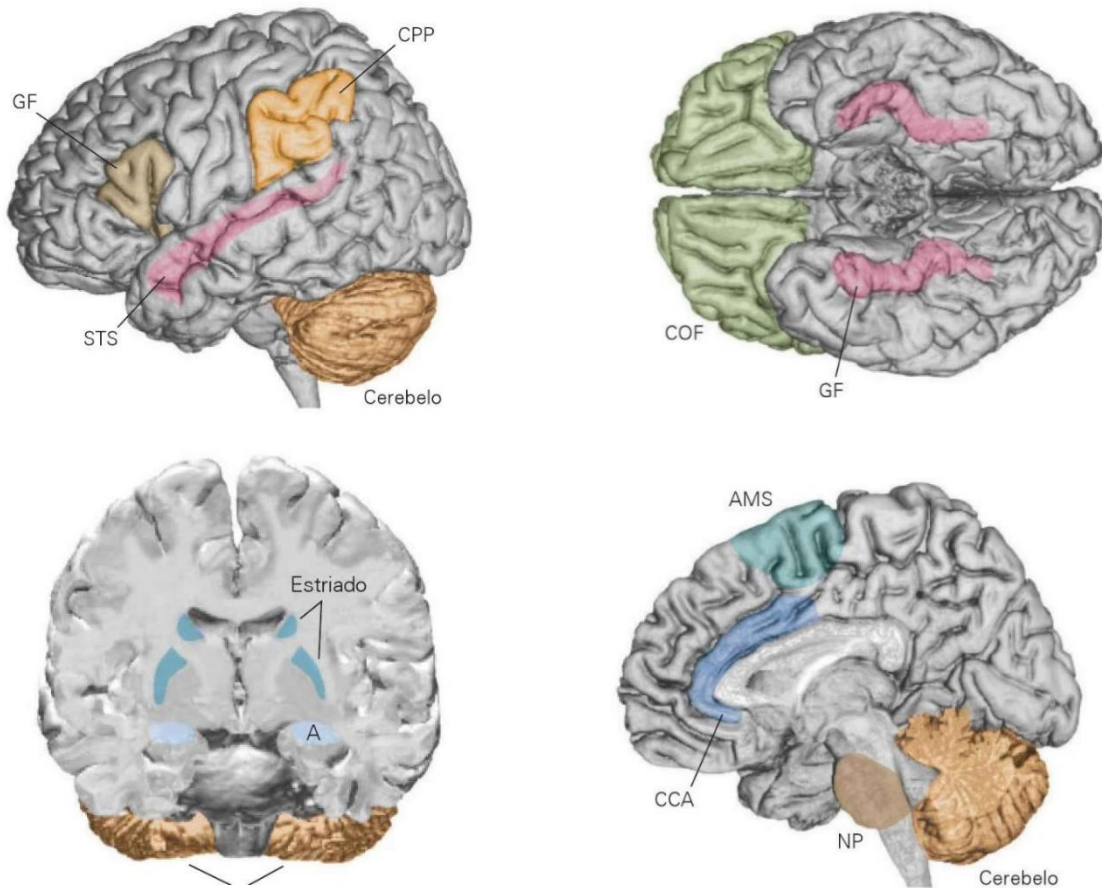 CPP
GF
STS
Cerebelo
COF
GF
Estriado
A
AMS
CCA
NP
Cerebelo